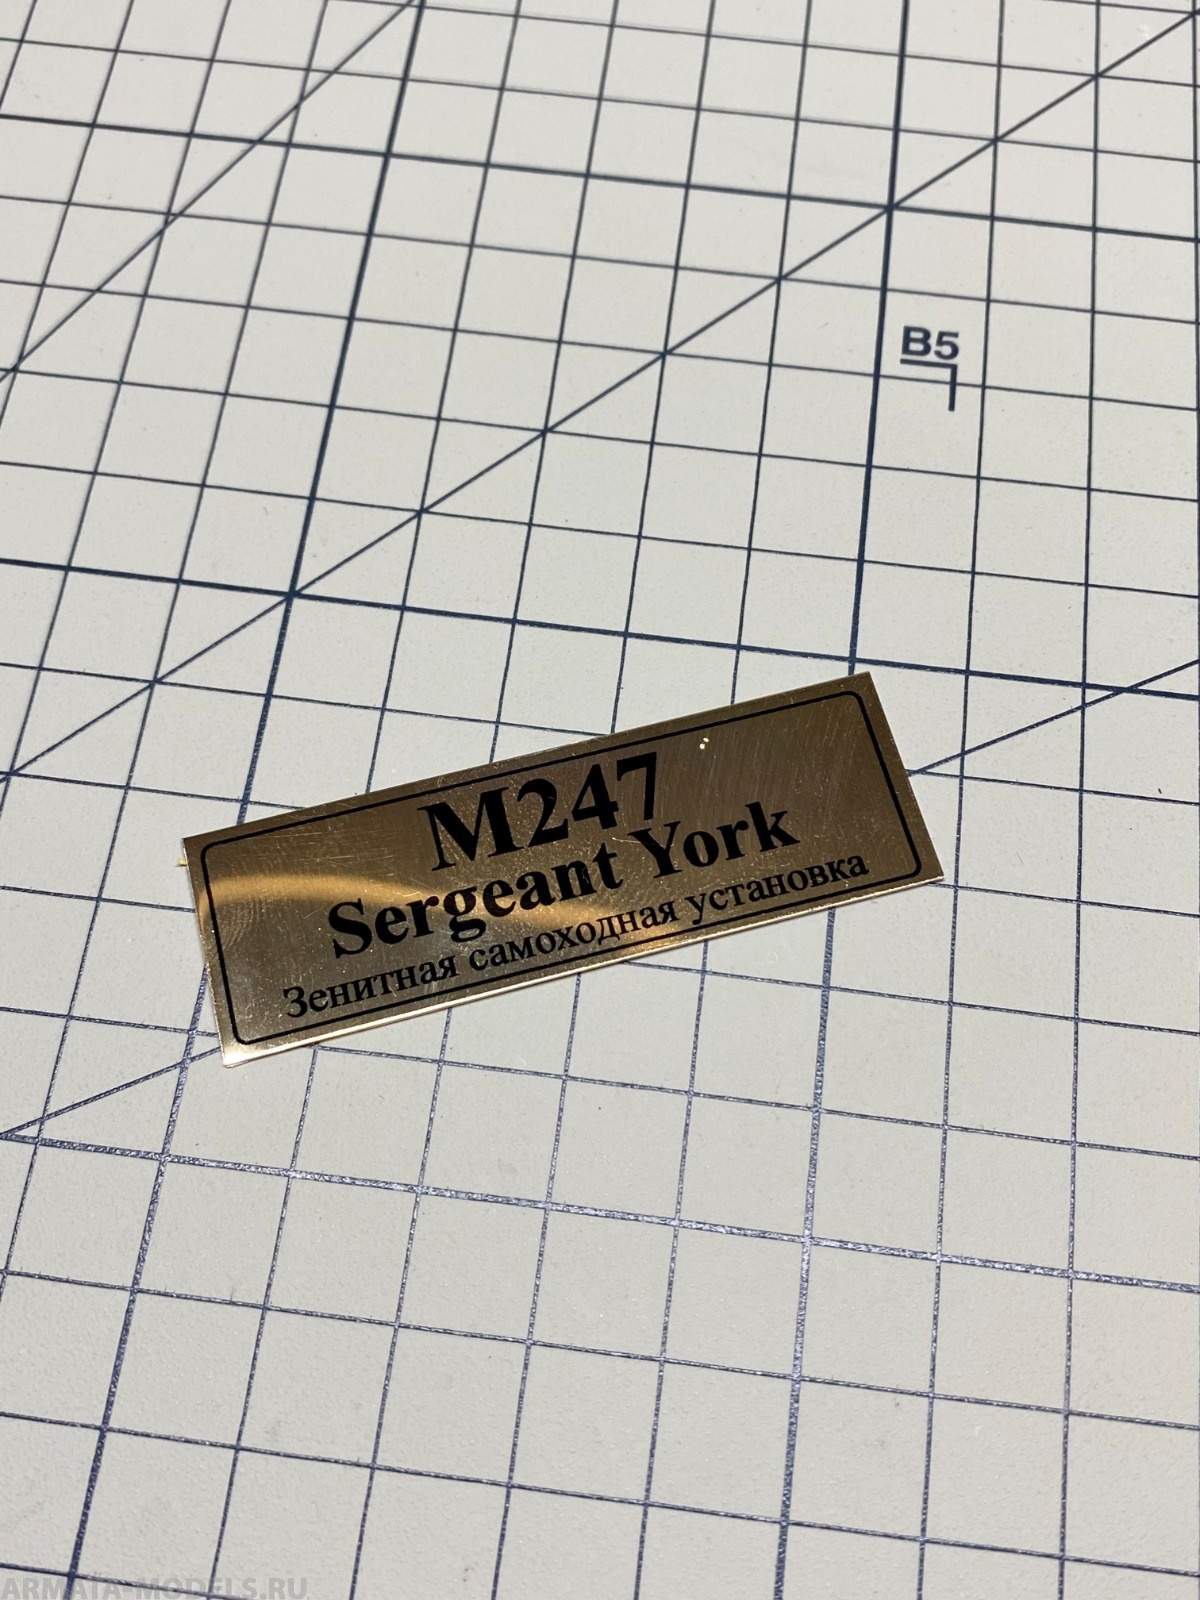 B5
M247
Sergeant York
Зенитная самоходная установка
ARMATA-MODELS.RU